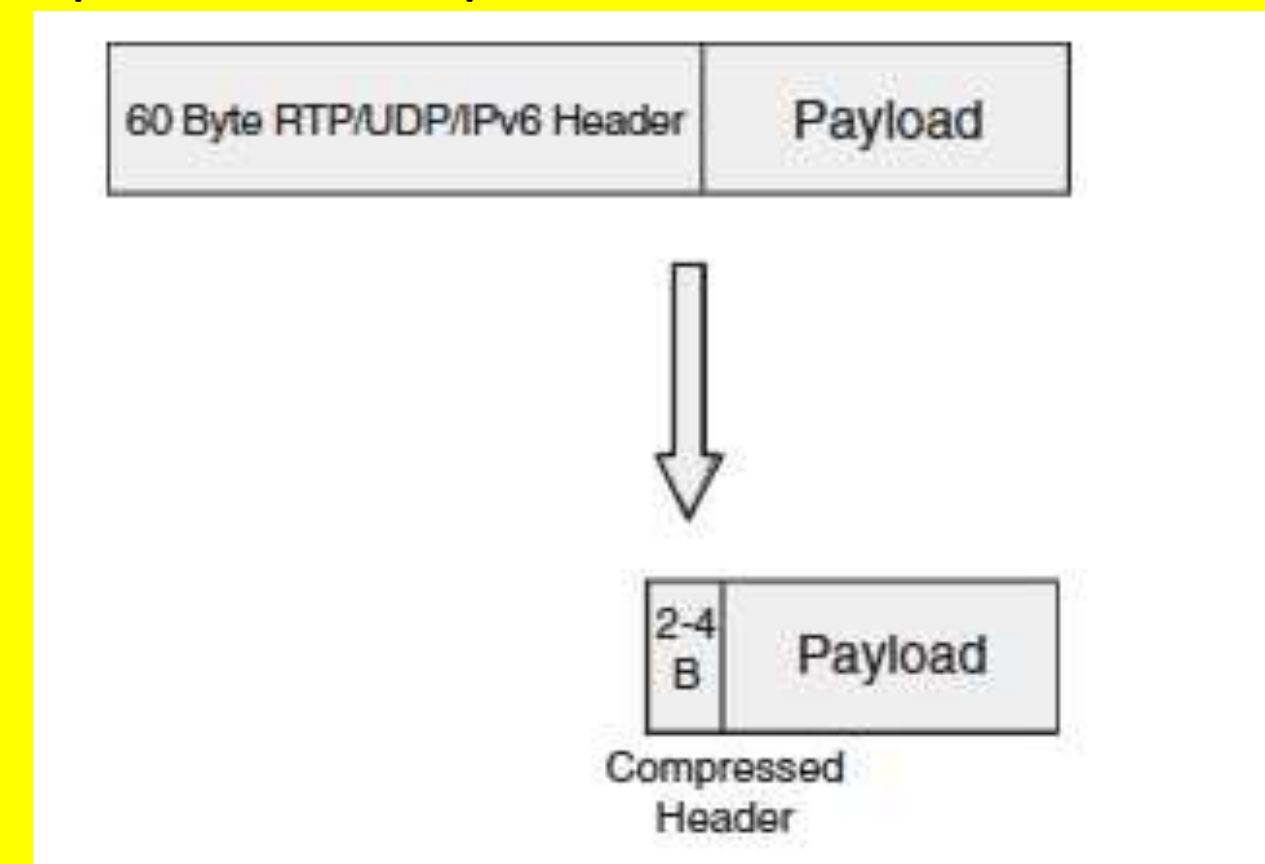 60 Byte RTP/UDP/IPv6 Header
Payload
2-4
B
Payload
Compressed
Header